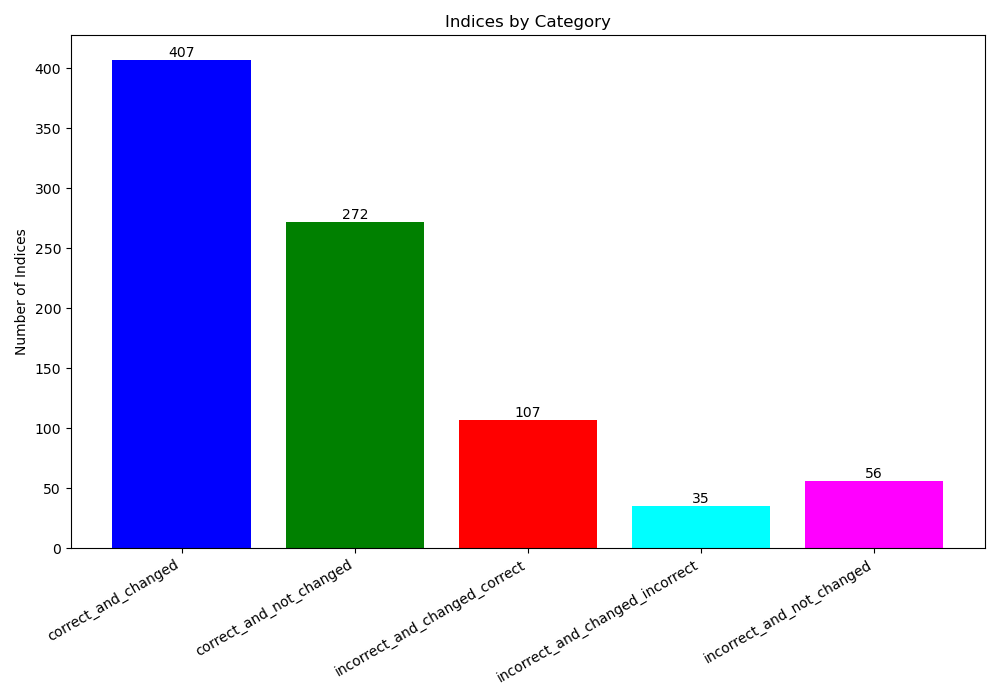 Indices by Category
Number of Indices
400
350
300
250
200
150
100
50
0
407
272
107
35
56
correct_and_changed
correct_and_not_changed
incorrect_and_changed_correct
incorrect_and_changed_incorrect
incorrect_and_not_changed